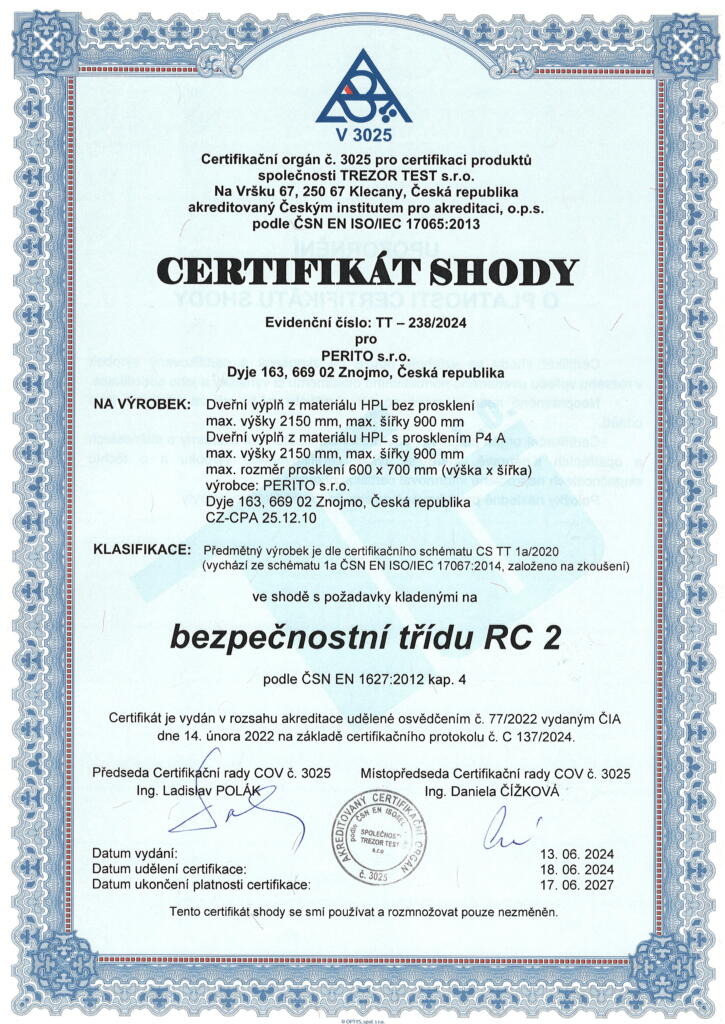 V 3025
Certifikační orgán č. 3025 pro certifikaci produktů
společnosti TREZOR TEST s.r.o.
Na Vršku 67, 250 67 Klecany, Česká republika
akreditovaný Českým institutem pro akreditaci, o.p.s.
podle ČSN EN ISO/IEC 17065:2013
CERTIFIKÁT SHODY
Evidenční číslo: TT – 238/2024
pro
PERITO s.r.o.
Dyje 163, 669 02 Znojmo, Česká republika
NA VÝROBEK: Dveřní výplň z materiálu HPL bez prosklení
max. výšky 2150 mm, max. šířky 900 mm
Dveřní výplň z materiálu HPL s prosklením P4 A
max. výšky 2150 mm, max. šířky 900 mm
max. rozměr prosklení 600 x 700 mm (výška x šířka)
výrobce: PERITO s.r.o.
Dyje 163, 669 02 Znojmo, Česká republika
CZ-CPA 25.12.10
KLASIFIKACE: Předmětný výrobek je dle certifikačního schématu CS TT 1a/2020
(vychází ze schématu 1a ČSN EN ISO/IEC 17067:2014, založeno na zkoušení)
ve shodě s požadavky kladenými na
bezpečnostní třídu RC 2
podle ČSN EN 1627:2012 kap. 4
Certifikát je vydán v rozsahu akreditace udělené osvědčením č. 77/2022 vydaným ČIA
dne 14. února 2022 na základě certifikačního protokolu č. C 137/2024.
Předseda Certifikační rady COV č. 3025 Místopředseda Certifikační rady COV č. 3025
Ing. Ladislav POLÁK Ing. Daniela ČÍŽKOVÁ
AKREDITOVANÝ CERTIFIKAČNÍ ORGÁN
podle ČSN EN ISO/IEC
SPOLEČNOST
TREZOR TEST
s.r.o
č. 3025
Datum vydání: 13. 06. 2024
Datum udělení certifikace: 18. 06. 2024
Datum ukončení platnosti certifikace: 17. 06. 2027
Tento certifikát shody se smí používat a rozmnožovat pouze nezměněn.
© OPTYS, spol. s r.o.